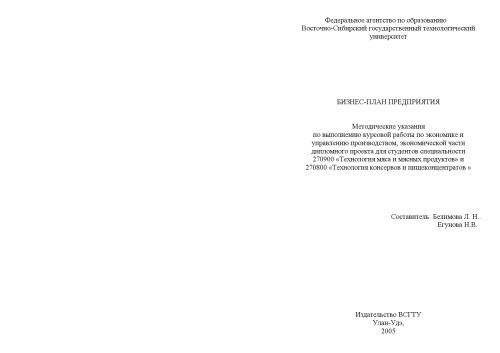 Федеральное агентство по образованию
Восточно-Сибирский государственный технологический
университет
БИЗНЕС-ПЛАН ПРЕДПРИЯТИЯ
Методические указания
по выполнению курсовой работы по экономике и
управлению производством, экономической части
дипломного проекта для студентов специальности
270900 «Технология мяса и мясных продуктов» и
270800 «Технология консервов и пищеконцентратов »
Составитель: Белимова Л. Н.
Егунова Н.В.
Издательство ВСГТУ
Улан-Удэ,
2005